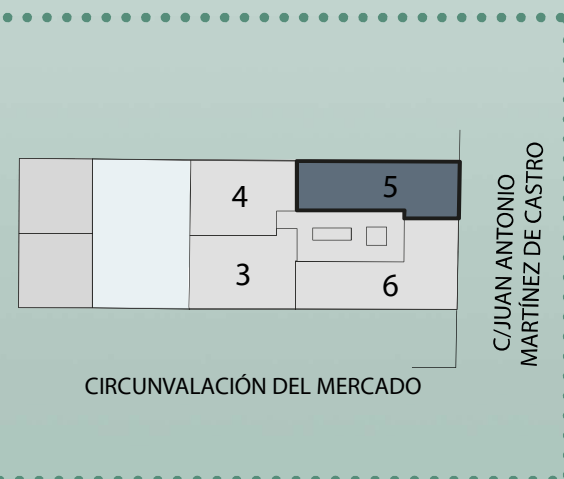 5
4
3
6
C/JUAN ANTONIO
MARTÍNEZ DE CASTRO
CIRCUNVALACIÓN DEL MERCADO